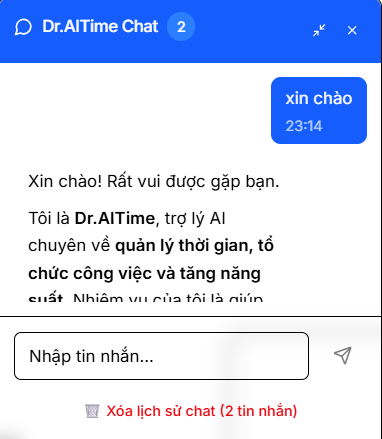 Dr.AITime Chat 2
xin chào
23:14
Xin chào! Rất vui được gặp bạn.
Tôi là Dr.AITime, trợ lý AI
chuyên về quản lý thời gian, tổ
chức công việc và tăng năng
suất. Nhiệm vụ của tôi là giúp
Nhập tin nhắn...
Xóa lịch sử chat (2 tin nhắn)